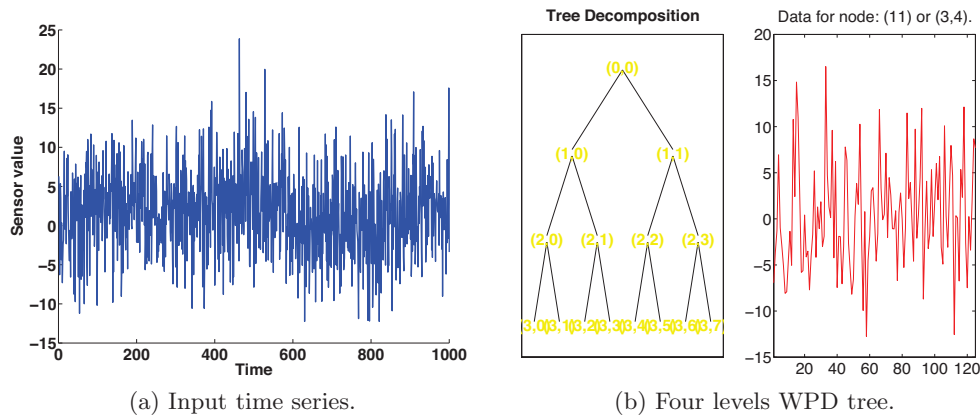 25
20
15
10
5
0
−5
−10
−15
Sensor value
0 200 400 600 800 1000
Time
(a) Input time series.
Tree Decomposition
(0,0)
(1,0) (1,1)
(2,0) (2,1) (2,2) (2,3)
(3,0) (3,1) (3,2) (3,3) (3,4) (3,5) (3,6) (3,7)
Data for node: (11) or (3,4).
20
15
10
5
0
−5
−10
−15
20 40 60 80 100 120
(b) Four levels WPD tree.